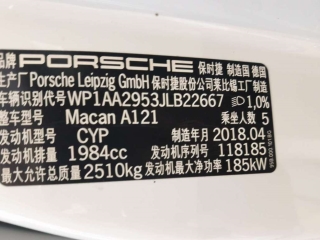 品牌 PORSCHE 保时捷 制造国 德国
生产厂 Porsche Leipzig GmbH 保时捷股份公司莱比锡工厂制造
车辆识别代号 WP1AA2953JLB22667 1,0%
整车型号 Macan A121 乘坐人数 5
发动机型号 CYP 制造年月 2018.04
发动机排量 1984cc 发动机号 118185
最大允许总质量 2510kg 发动机最大净功率 185kW